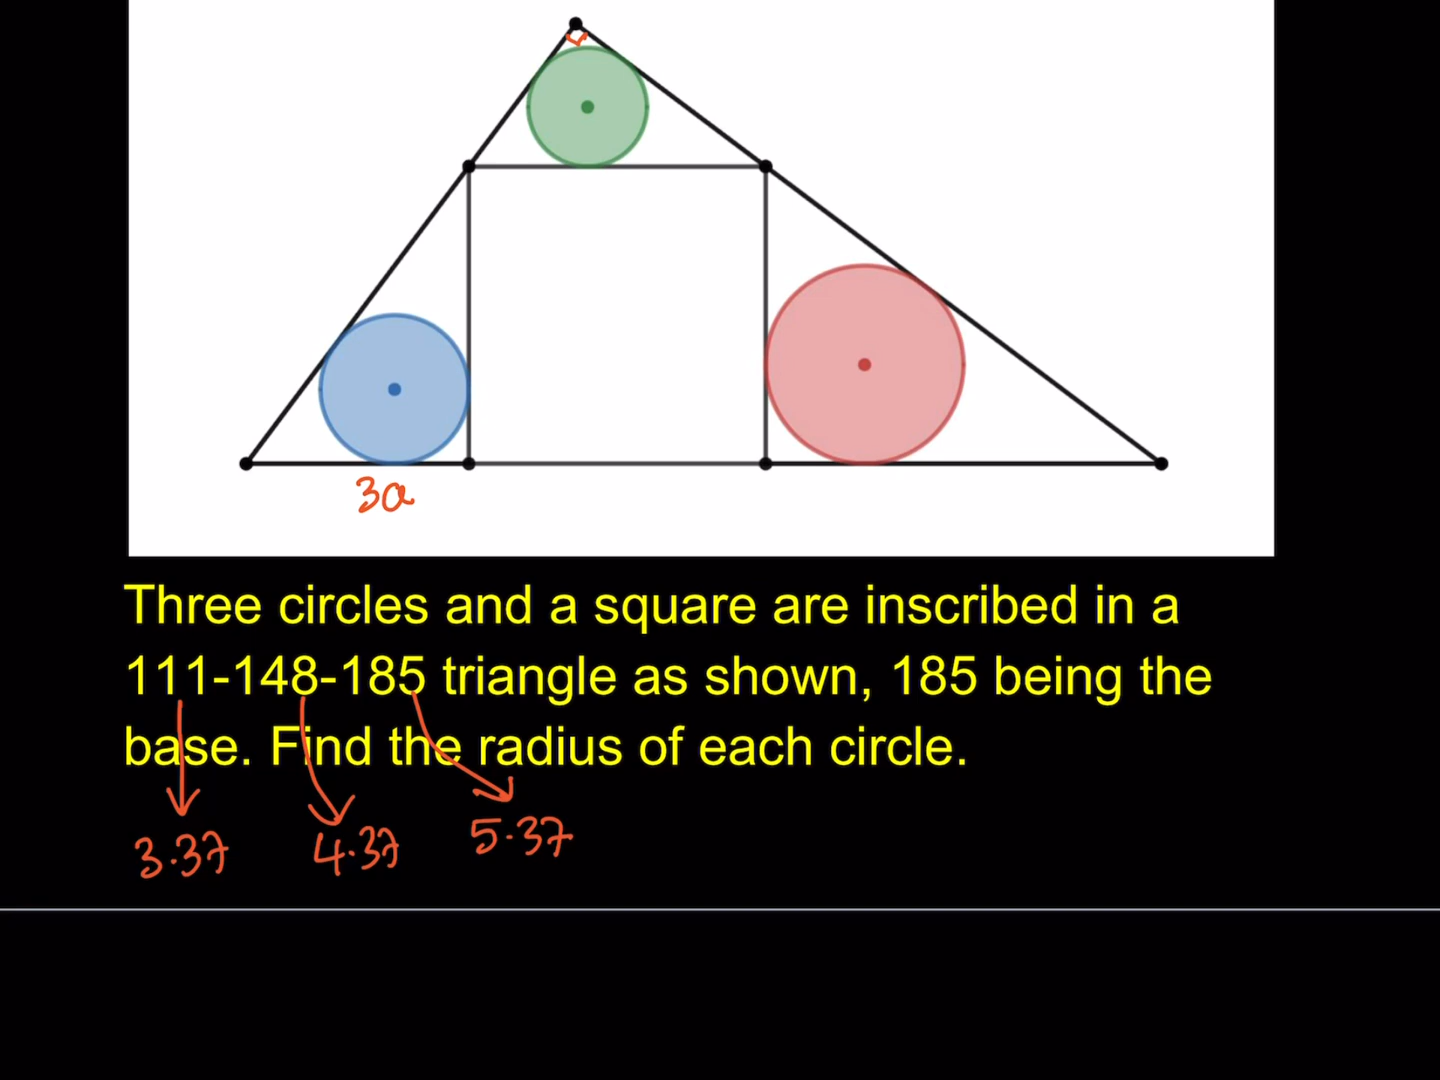 3a
Three circles and a square are inscribed in a
111-148-185 triangle as shown, 185 being the
base. Find the radius of each circle.
3·37 4·37 5·37